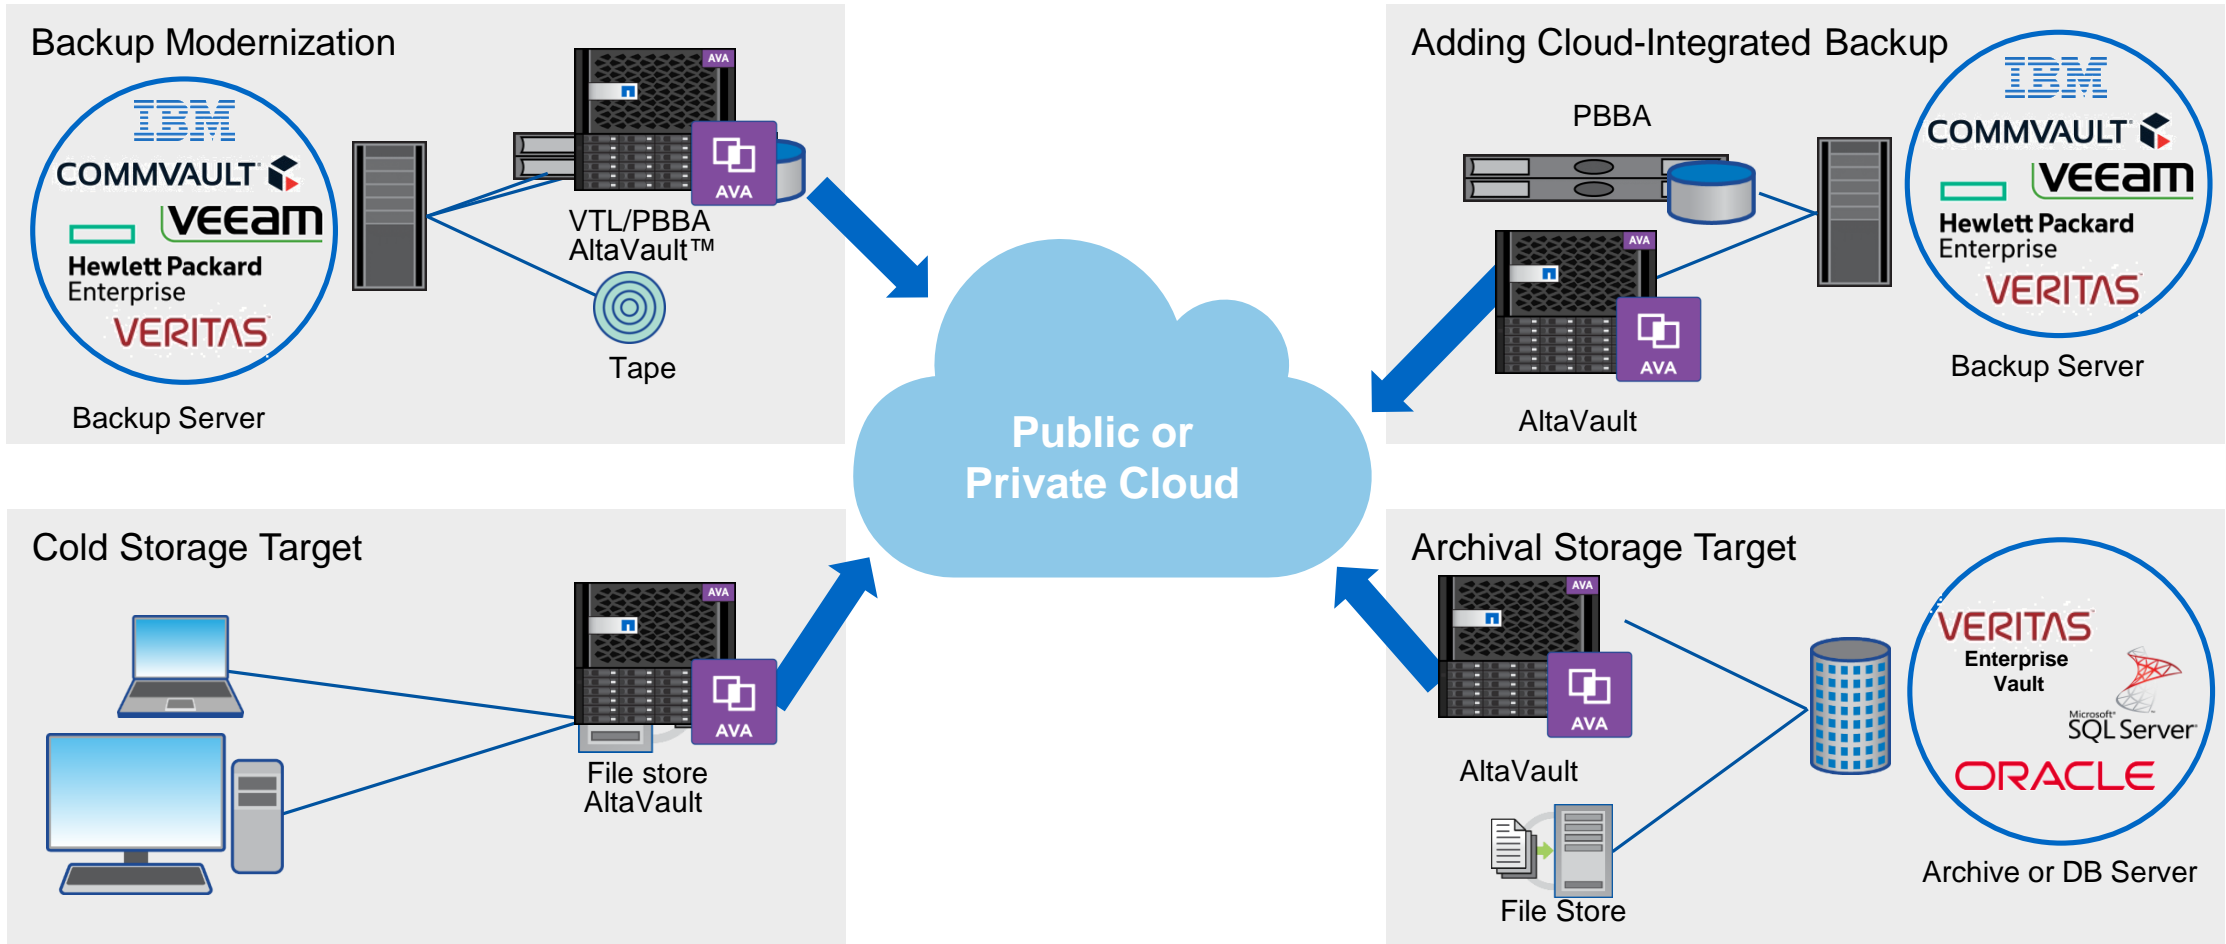 Backup Modernization
IBM
COMMVAULT
VEEAM
Hewlett Packard
Enterprise
VERITAS
Backup Server
AVA
AVA
VTL/PBBA
AltaVault™
Tape
Adding Cloud-Integrated Backup
PBBA
AVA
AVA
AltaVault
IBM
COMMVAULT
VEEAM
Hewlett Packard
Enterprise
VERITAS
Backup Server
Public or
Private Cloud
Cold Storage Target
AVA
AVA
File store
AltaVault
Archival Storage Target
AVA
AVA
AltaVault
File Store
VERITAS
Enterprise
Vault
Microsoft®
SQL Server
ORACLE
Archive or DB Server